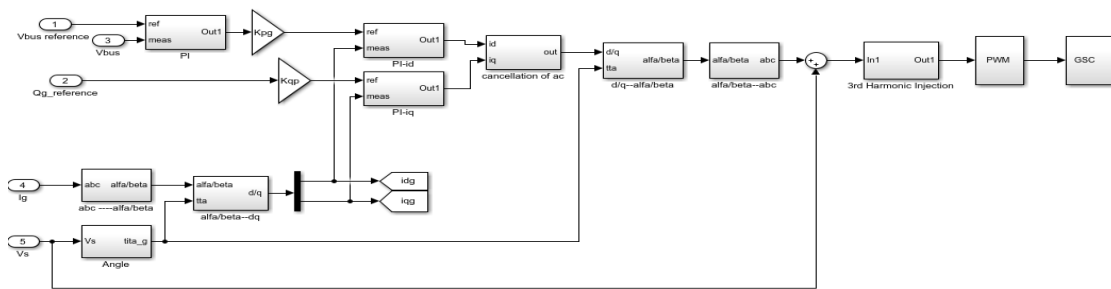 1
Vbus reference
3
Vbus
ref
meas
Out1
PI
Kpg
ref
meas
Out1
PI-id
2
Qg_reference
Kqp
ref
meas
Out1
PI-iq
id
iq
out
cancellation of ac
d/q
tta
alfa/beta
d/q--alfa/beta
alfa/beta
abc
alfa/beta--abc
+
+
In1
Out1
3rd Harmonic Injection
PWM
GSC
4
Ig
abc
alfa/beta
abc ----alfa/beta
alfa/beta
tta
d/q
alfa/beta--dq
idg
iqg
5
Vs
Vs
tita_g
Angle